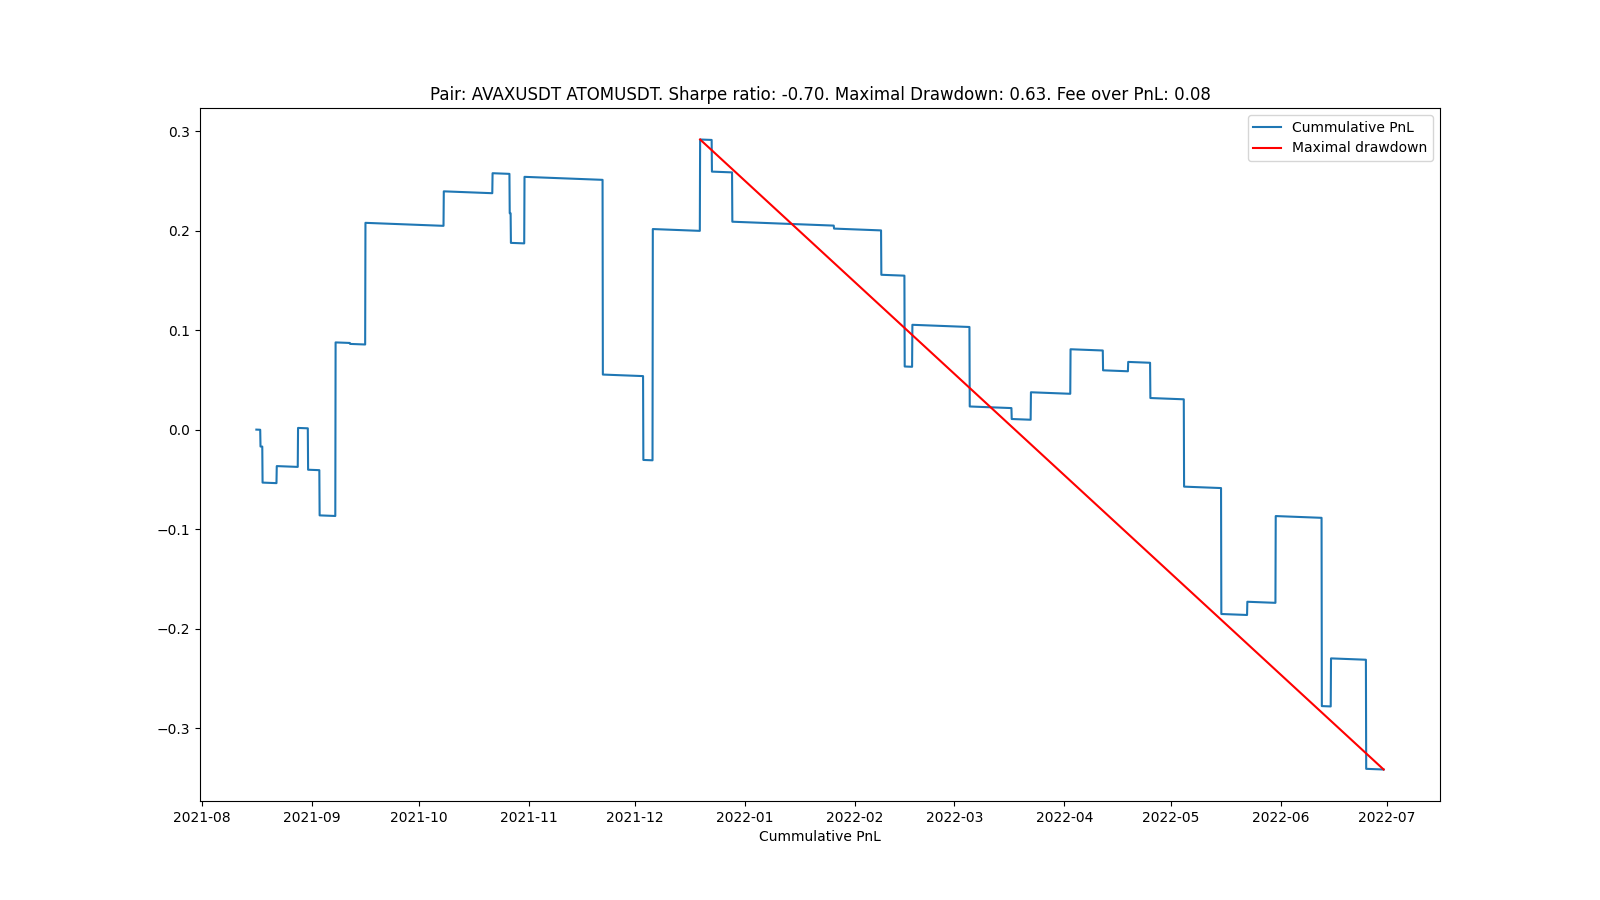 Pair: AVAXUSDT ATOMUSDT. Sharpe ratio: -0.70. Maximal Drawdown: 0.63. Fee over PnL: 0.08
Cummulative PnL
Maximal drawdown
0.3
0.2
0.1
0.0
−0.1
−0.2
−0.3
2021-08 2021-09 2021-10 2021-11 2021-12 2022-01 2022-02 2022-03 2022-04 2022-05 2022-06 2022-07
Cummulative PnL